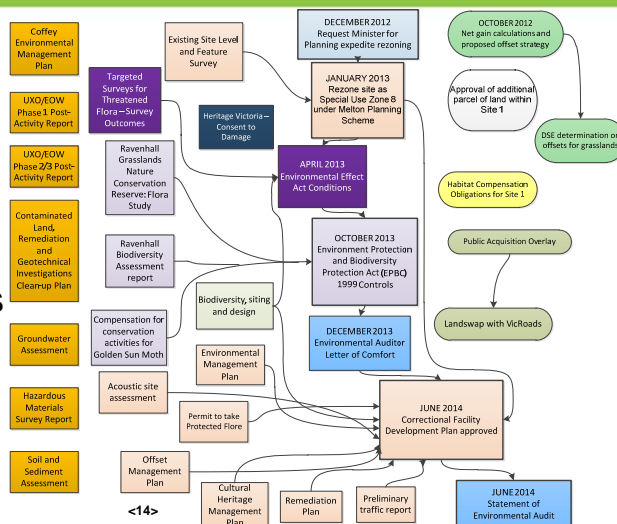 Coffey
Environmental
Management
Plan
UXO/EOW
Phase 1 Post-
Activity Report
UXO/EOW
Phase 2/3 Post-
Activity Report
Contaminated
Land,
Remediation
and
Geotechnical
Investigations
Clean-up Plan
Groundwater
Assessment
Hazardous
Materials
Survey Report
Soil and
Sediment
Assessment
Existing Site Level
and Feature
Survey
Targeted
Surveys for
Threatened
Flora – Survey
Outcomes
Ravenhall
Grasslands
Nature
Conservation
Reserve: Flora
Study
Ravenhall
Biodiversity
Assessment
report
Compensation for
conservation
activities for
Golden Sun Moth
Acoustic site
assessment
Offset
Management
Plan
Heritage Victoria –
Consent to
Damage
Biodiversity, siting
and design
Environmental
Management
Plan
Permit to take
Protected Flore
Cultural
Heritage
Management
Plan
Remediation
Plan
Preliminary
traffic report
DECEMBER 2012
Request Minister for
Planning expedite rezoning
JANUARY 2013
Rezone site as
Special Use Zone 8
under Melton Planning
Scheme
APRIL 2013
Environmental Effect
Act Conditions
OCTOBER 2013
Environment Protection
and Biodiversity
Protection Act (EPBC)
1999 Controls
DECEMBER 2013
Environmental Auditor
Letter of Comfort
JUNE 2014
Correctional Facility
Development Plan approved
JUNE 2014
Statement of
Environmental Audit
OCTOBER 2012
Net gain calculations and
proposed offset strategy
Approval of additional
parcel of land within
Site 1
DSE determination on
offsets for grasslands
Habitat Compensation
Obligations for Site 1
Public Acquisition Overlay
Landswap with VicRoads
<14>